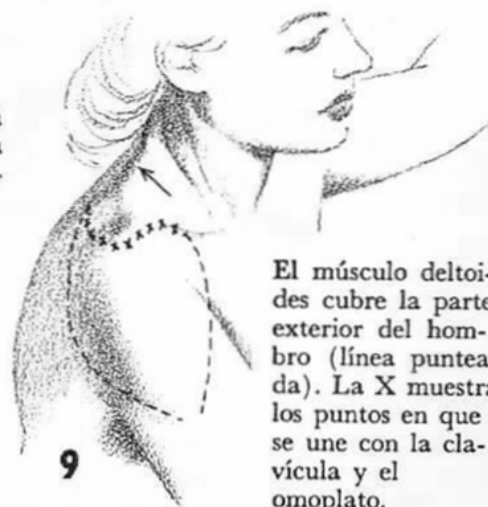 El músculo deltoi-
des cubre la parte
exterior del hom-
bro (línea puntea-
da). La X muestra
los puntos en que
se une con la cla-
vícula y el
omoplato.
9